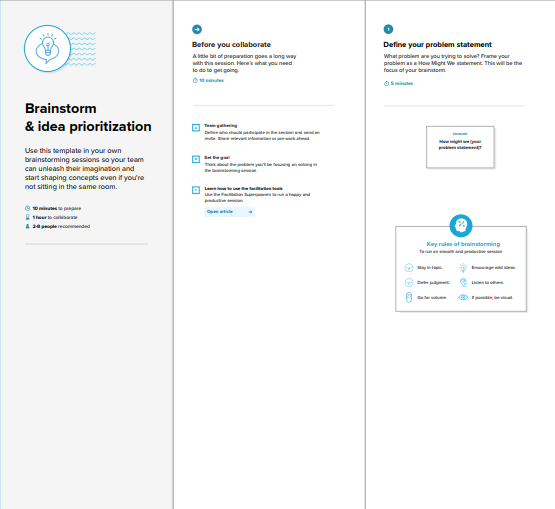 Brainstorm
& idea prioritization
Use this template in your own
brainstorming sessions so your team
can unleash their imagination and
start shaping concepts even if you're
not sitting in the same room.
10 minutes to prepare
1 hour to collaborate
2-8 people recommended
Before you collaborate
A little bit of preparation goes a long way
with this session. Here's what you need
to do to get going.
10 minutes
A
Team gathering
Define who should participate in the session and send an
invite. Share relevant information or pre-work ahead.
B
Set the goal
Think about the problem you'll be focusing on solving in
the brainstorming session.
C
Learn how to use the facilitation tools
Use the Facilitation Superpowers to run a happy and
productive session.
Open article
1
Define your problem statement
What problem are you trying to solve? Frame your
problem as a How Might We statement. This will be the
focus of your brainstorm.
5 minutes
PROBLEM
How might we [your
problem statement]?
Key rules of brainstorming
To run an smooth and productive session
Stay in topic.
Encourage wild ideas.
Defer judgment.
Listen to others.
Go for volume.
If possible, be visual.